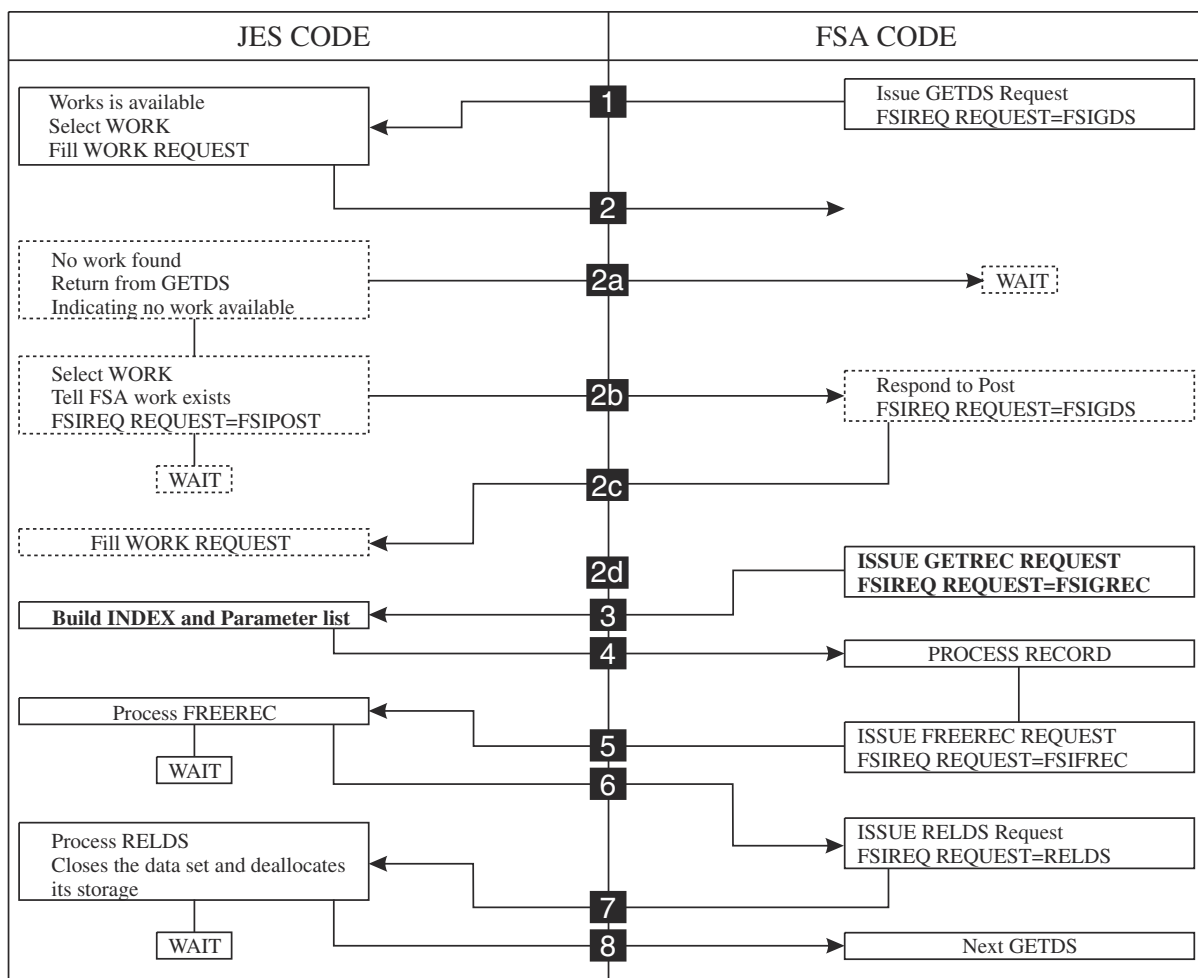 JES CODE
FSA CODE
Works is available
Select WORK
Fill WORK REQUEST
1
Issue GETDS Request
FSIREQ REQUEST=FSIGDS
2
No work found
Return from GETDS
Indicating no work available
2a
WAIT
Select WORK
Tell FSA work exists
FSIREQ REQUEST=FSIPOST
2b
Respond to Post
FSIREQ REQUEST=FSIGDS
WAIT
2c
Fill WORK REQUEST
2d
ISSUE GETREC REQUEST
FSIREQ REQUEST=FSIGREC
Build INDEX and Parameter list
3
4
PROCESS RECORD
Process FREEREC
5
ISSUE FREEREC REQUEST
FSIREQ REQUEST=FSIFREC
WAIT
6
Process RELDS
Closes the data set and deallocates
its storage
ISSUE RELDS Request
FSIREQ REQUEST=RELDS
7
WAIT
8
Next GETDS